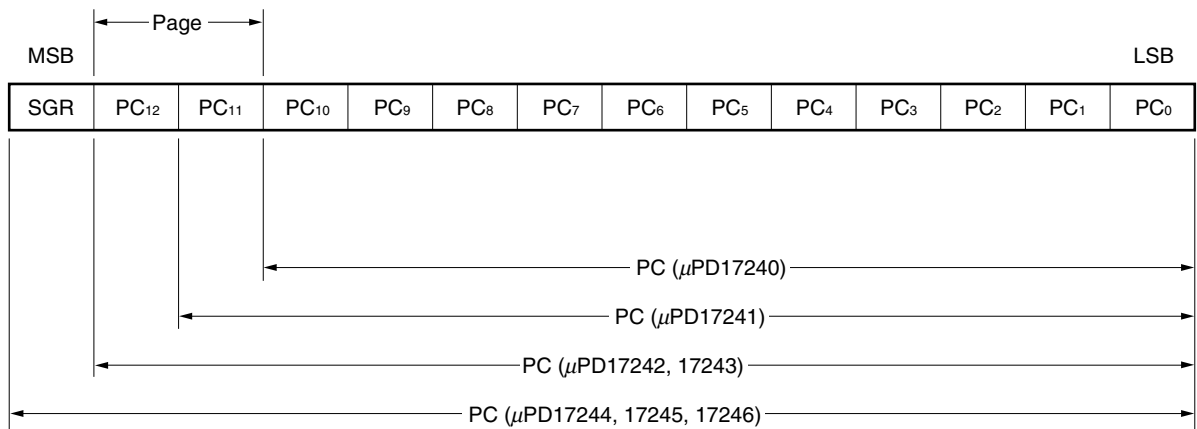 Page
MSB LSB
SGR PC₁₂ PC₁₁ PC₁₀ PC₉ PC₈ PC₇ PC₆ PC₅ PC₄ PC₃ PC₂ PC₁ PC₀
PC (μPD17240)
PC (μPD17241)
PC (μPD17242, 17243)
PC (μPD17244, 17245, 17246)